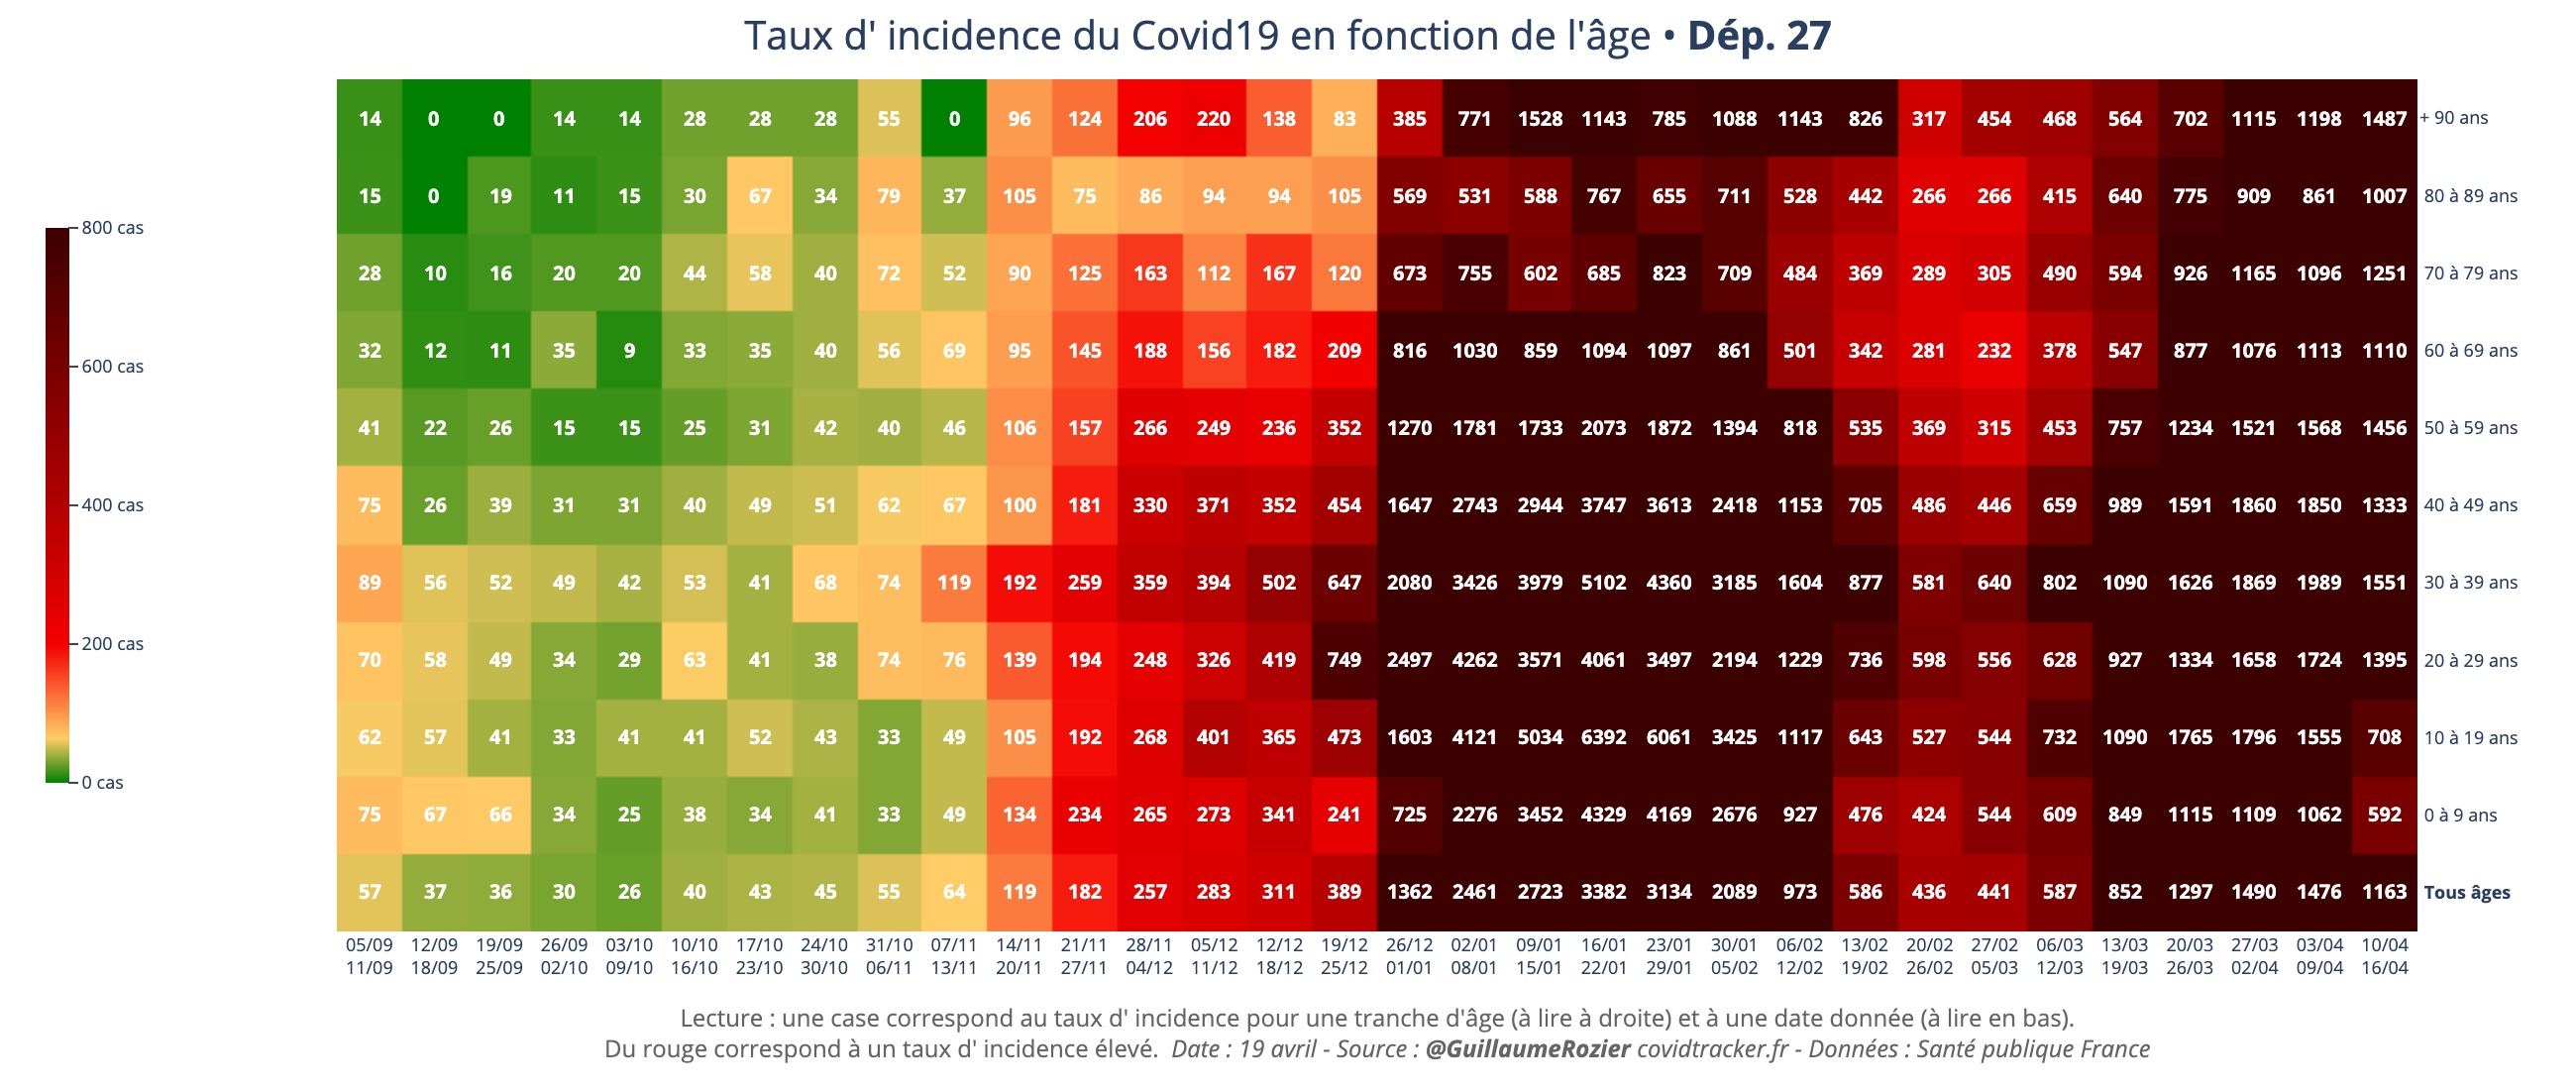 Taux d' incidence du Covid19 en fonction de l'âge • Dép. 27
14 0 0 14 14 28 28 28 55 0 96 124 206 220 138 83 385 771 1528 1143 785 1088 1143 826 317 454 468 564 702 1115 1198 1487 + 90 ans
15 0 19 11 15 30 67 34 79 37 105 75 86 94 94 105 569 531 588 767 655 711 528 442 266 266 415 640 775 909 861 1007 80 à 89 ans
800 cas
28 10 16 20 20 44 58 40 72 52 90 125 163 112 167 120 673 755 602 685 823 709 484 369 289 305 490 594 926 1165 1096 1251 70 à 79 ans
32 12 11 35 9 33 35 40 56 69 95 145 188 156 182 209 816 1030 859 1094 1097 861 501 342 281 232 378 547 877 1076 1113 1110 60 à 69 ans
600 cas
41 22 26 15 15 25 31 42 40 46 106 157 266 249 236 352 1270 1781 1733 2073 1872 1394 818 535 369 315 453 757 1234 1521 1568 1456 50 à 59 ans
400 cas
75 26 39 31 31 40 49 51 62 67 100 181 330 371 352 454 1647 2743 2944 3747 3613 2418 1153 705 486 446 659 989 1591 1860 1850 1333 40 à 49 ans
89 56 52 49 42 53 41 68 74 119 192 259 359 394 502 647 2080 3426 3979 5102 4360 3185 1604 877 581 640 802 1090 1626 1869 1989 1551 30 à 39 ans
200 cas
70 58 49 34 29 63 41 38 74 76 139 194 248 326 419 749 2497 4262 3571 4061 3497 2194 1229 736 598 556 628 927 1334 1658 1724 1395 20 à 29 ans
62 57 41 33 41 41 52 43 33 49 105 192 268 401 365 473 1603 4121 5034 6392 6061 3425 1117 643 527 544 732 1090 1765 1796 1555 708 10 à 19 ans
0 cas
75 67 66 34 25 38 34 41 33 49 134 234 265 273 341 241 725 2276 3452 4329 4169 2676 927 476 424 544 609 849 1115 1109 1062 592 0 à 9 ans
57 37 36 30 26 40 43 45 55 64 119 182 257 283 311 389 1362 2461 2723 3382 3134 2089 973 586 436 441 587 852 1297 1490 1476 1163 Tous âges
05/09 12/09 19/09 26/09 03/10 10/10 17/10 24/10 31/10 07/11 14/11 21/11 28/11 05/12 12/12 19/12 26/12 02/01 09/01 16/01 23/01 30/01 06/02 13/02 20/02 27/02 06/03 13/03 20/03 27/03 03/04 10/04
11/09 18/09 25/09 02/10 09/10 16/10 23/10 30/10 06/11 13/11 20/11 27/11 04/12 11/12 18/12 25/12 01/01 08/01 15/01 22/01 29/01 05/02 12/02 19/02 26/02 05/03 12/03 19/03 26/03 02/04 09/04 16/04
Lecture : une case correspond au taux d' incidence pour une tranche d'âge (à lire à droite) et à une date donnée (à lire en bas).
Du rouge correspond à un taux d' incidence élevé. Date : 19 avril - Source : @GuillaumeRozier covidtracker.fr - Données : Santé publique France